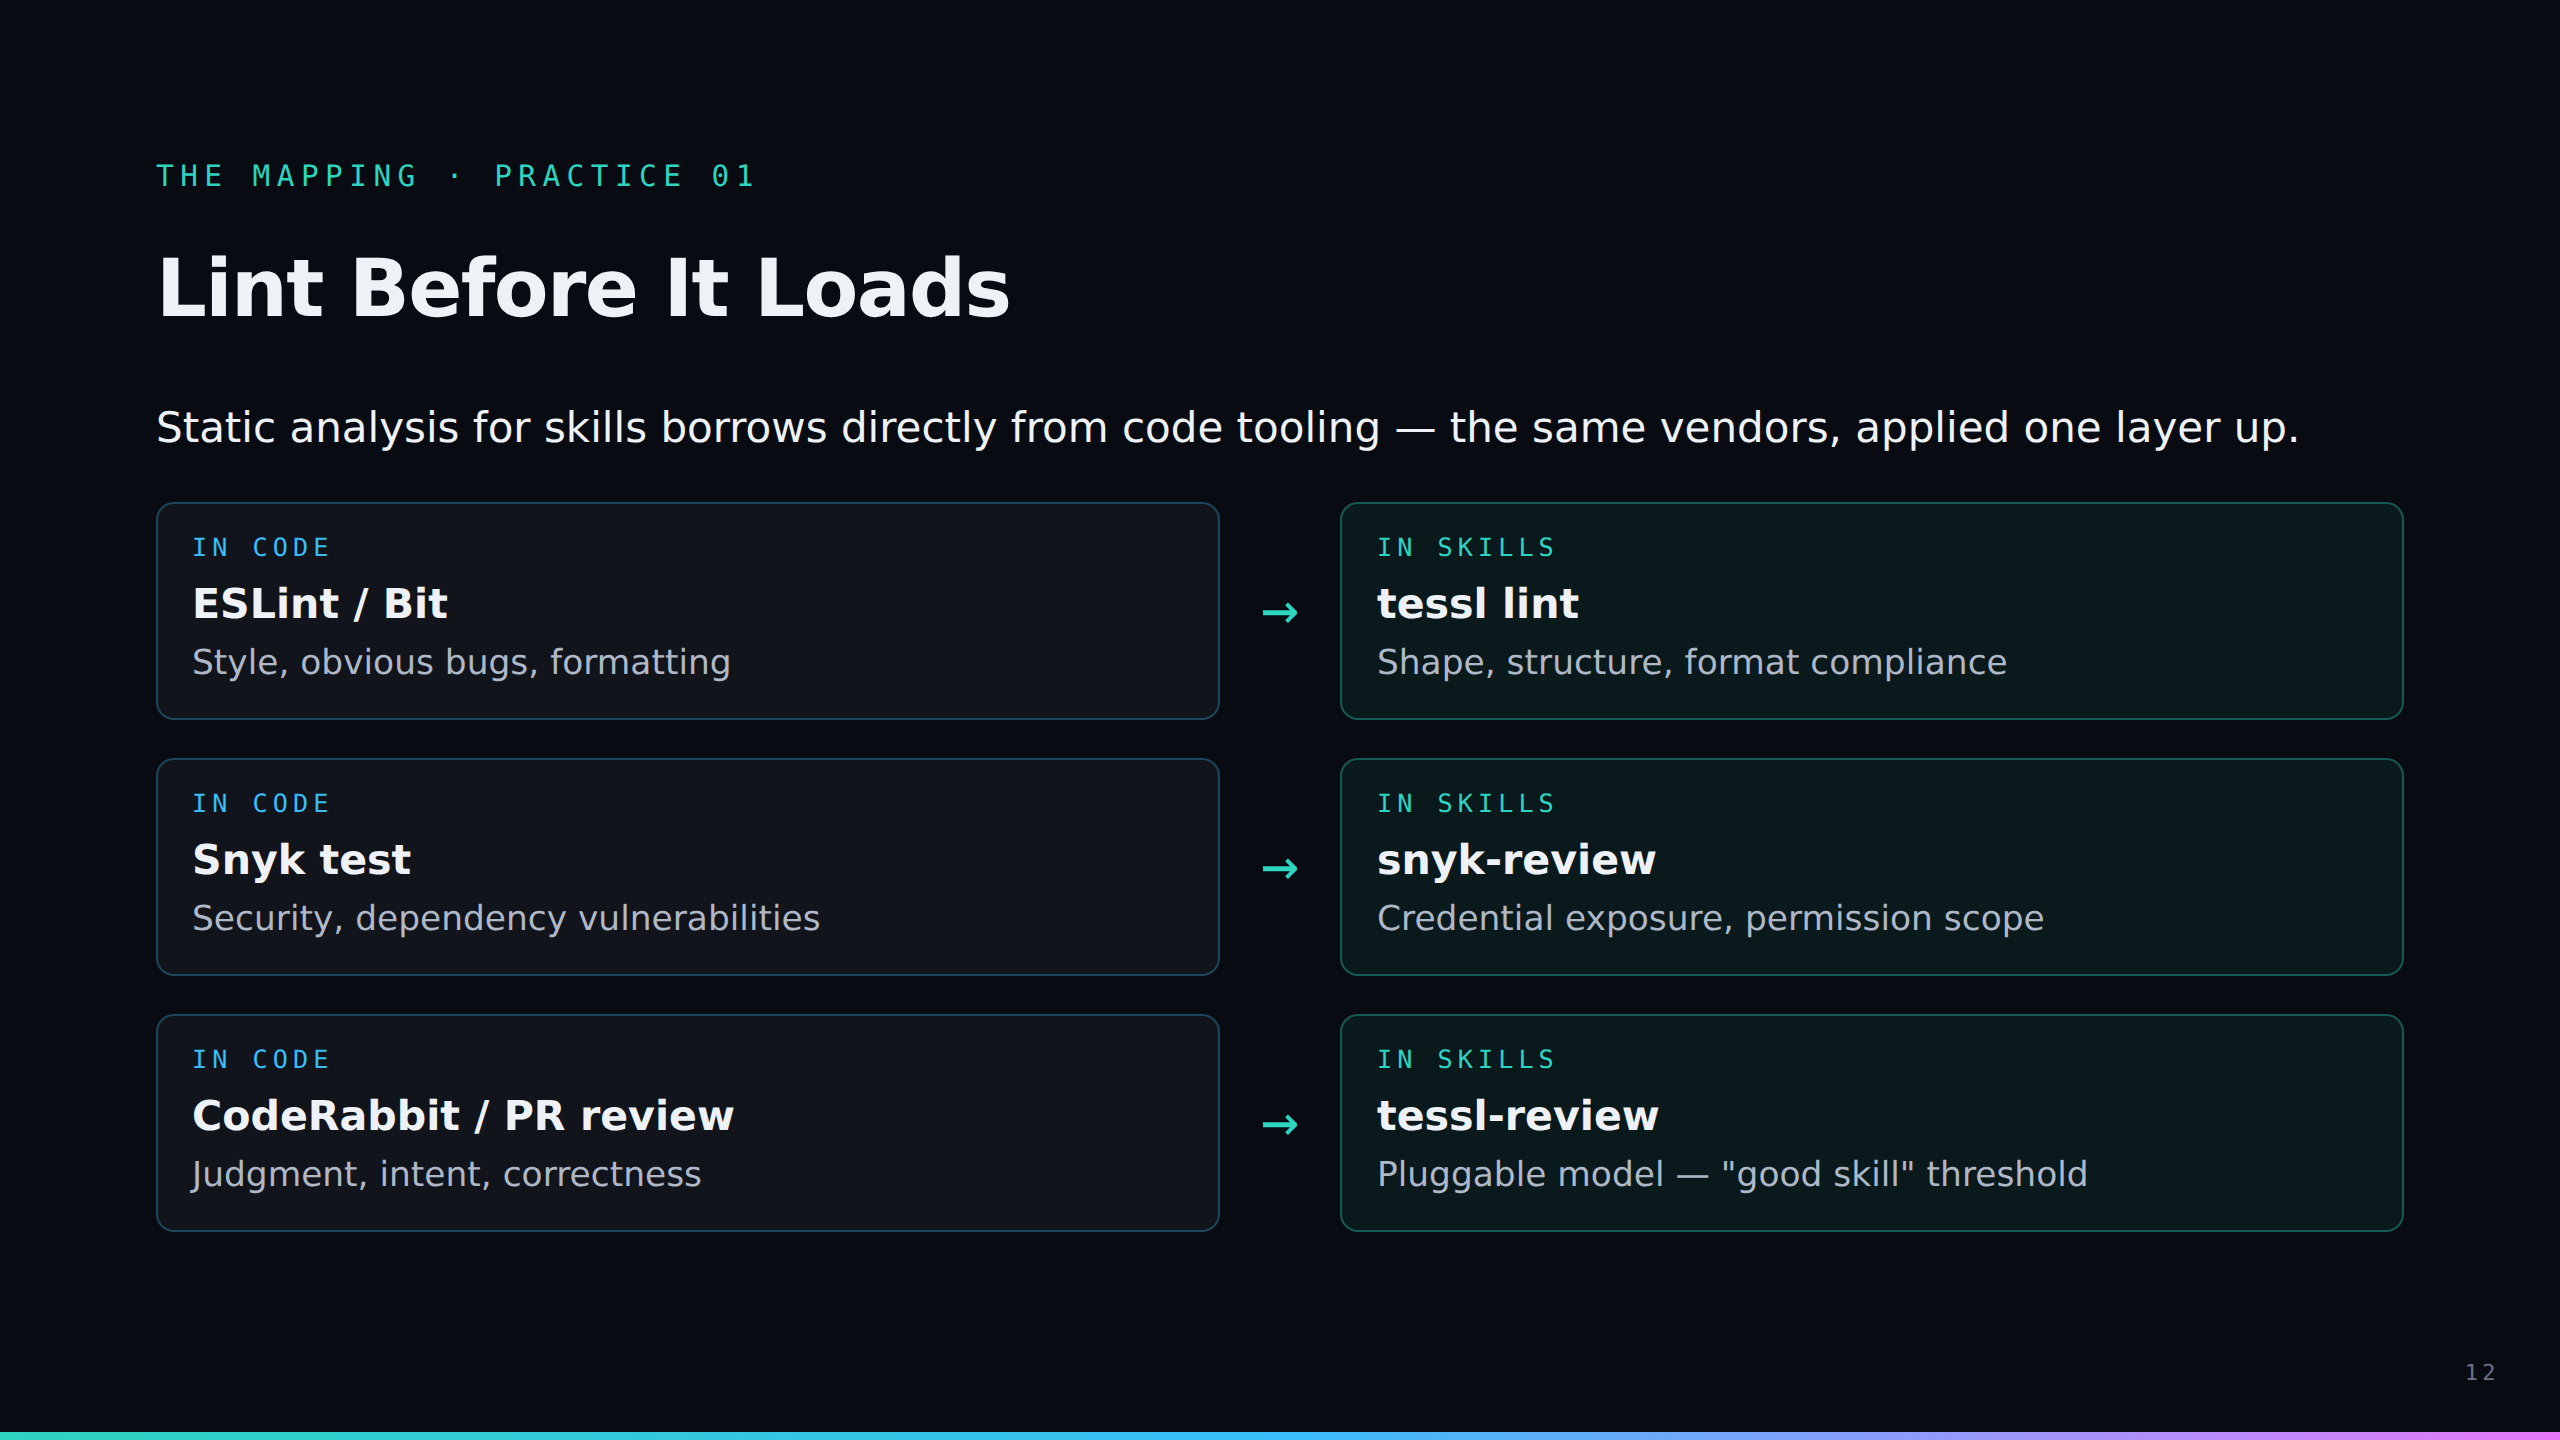 THE MAPPING · PRACTICE 01
Lint Before It Loads
Static analysis for skills borrows directly from code tooling — the same vendors, applied one layer up.
IN CODE
ESLint / Bit
Style, obvious bugs, formatting
→
IN SKILLS
tessl lint
Shape, structure, format compliance
IN CODE
Snyk test
Security, dependency vulnerabilities
→
IN SKILLS
snyk-review
Credential exposure, permission scope
IN CODE
CodeRabbit / PR review
Judgment, intent, correctness
→
IN SKILLS
tessl-review
Pluggable model — "good skill" threshold
12